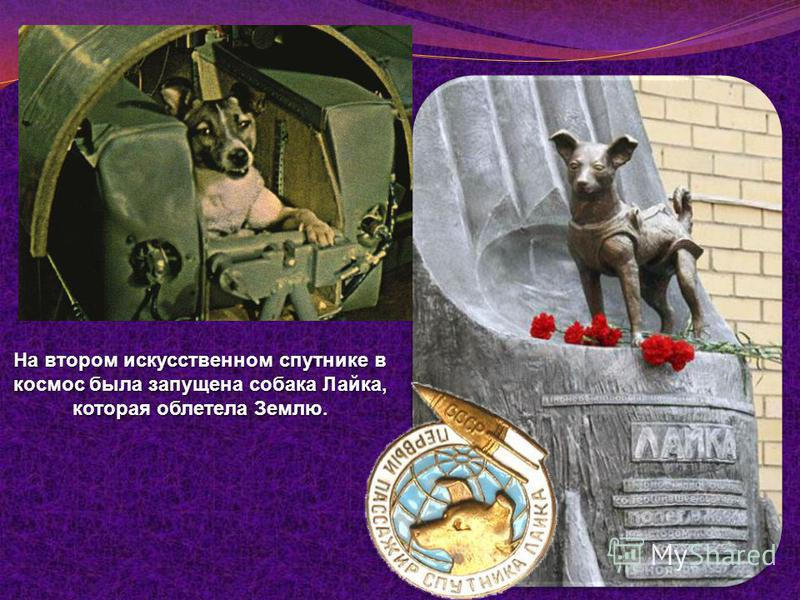 На втором искусственном спутнике в
космос была запущена собака Лайка,
которая облетела Землю.
СССР
ПЕРВЫЙ ПАССАЖИР СПУТНИКА ЛАЙКА
ЛАЙКА
MyShared